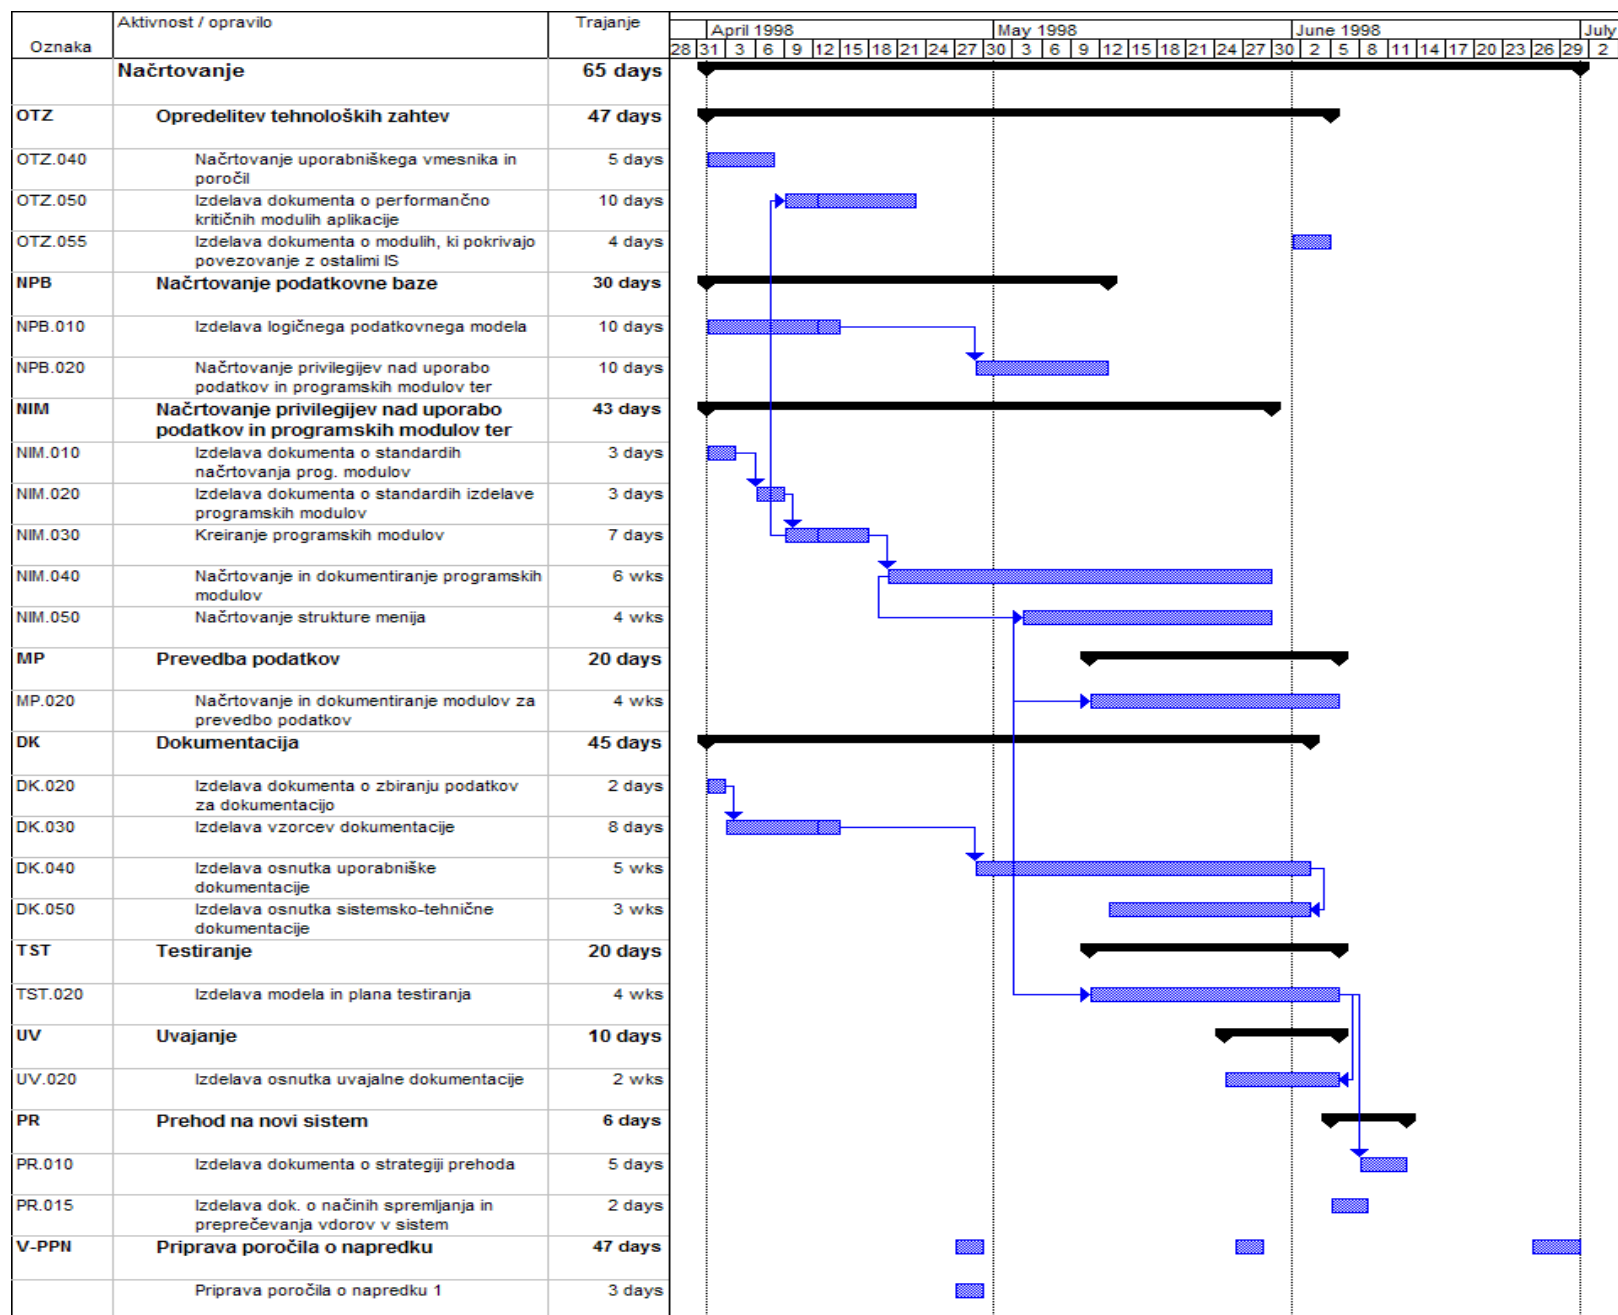 Oznaka Aktivnost / opravilo Trajanje
April 1998 May 1998 June 1998 July
28 31 3 6 9 12 15 18 21 24 27 30 3 6 9 12 15 18 21 24 27 30 2 5 8 11 14 17 20 23 26 29 2
Načrtovanje 65 days
OTZ Opredelitev tehnoloških zahtev 47 days
OTZ.040 Načrtovanje uporabniškega vmesnika in 5 days
poročil
OTZ.050 Izdelava dokumenta o performančno 10 days
kritičnih modulih aplikacije
OTZ.055 Izdelava dokumenta o modulih, ki pokrivajo 4 days
povezovanje z ostalimi IS
NPB Načrtovanje podatkovne baze 30 days
NPB.010 Izdelava logičnega podatkovnega modela 10 days
NPB.020 Načrtovanje privilegijev nad uporabo 10 days
podatkov in programskih modulov ter
NIM Načrtovanje privilegijev nad uporabo 43 days
podatkov in programskih modulov ter
NIM.010 Izdelava dokumenta o standardih 3 days
načrtovanja prog. modulov
NIM.020 Izdelava dokumenta o standardih izdelave 3 days
programskih modulov
NIM.030 Kreiranje programskih modulov 7 days
NIM.040 Načrtovanje in dokumentiranje programskih 6 wks
modulov
NIM.050 Načrtovanje strukture menija 4 wks
MP Prevedba podatkov 20 days
MP.020 Načrtovanje in dokumentiranje modulov za 4 wks
prevedbo podatkov
DK Dokumentacija 45 days
DK.020 Izdelava dokumenta o zbiranju podatkov 2 days
za dokumentacijo
DK.030 Izdelava vzorcev dokumentacije 8 days
DK.040 Izdelava osnutka uporabniške 5 wks
dokumentacije
DK.050 Izdelava osnutka sistemsko-tehnične 3 wks
dokumentacije
TST Testiranje 20 days
TST.020 Izdelava modela in plana testiranja 4 wks
UV Uvajanje 10 days
UV.020 Izdelava osnutka uvajalne dokumentacije 2 wks
PR Prehod na novi sistem 6 days
PR.010 Izdelava dokumenta o strategiji prehoda 5 days
PR.015 Izdelava dok. o načinih spremljanja in 2 days
preprečevanja vdorov v sistem
V-PPN Priprava poročila o napredku 47 days
Priprava poročila o napredku 1 3 days